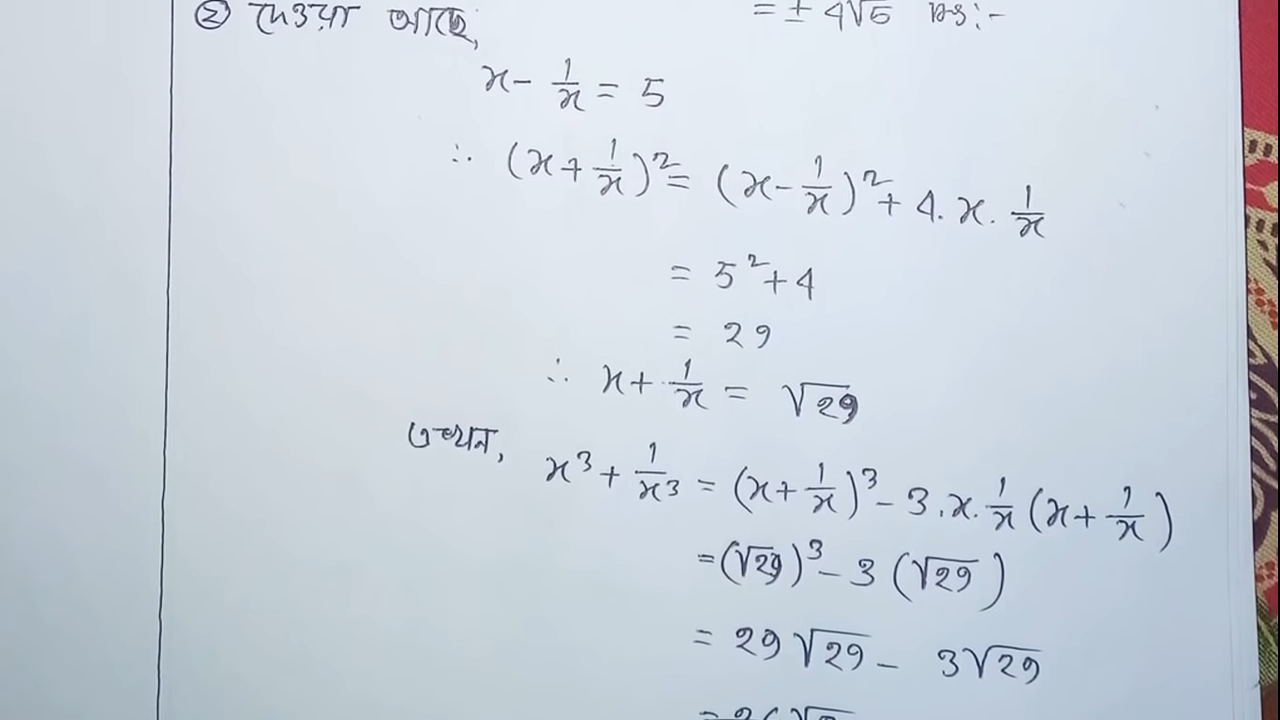 ② দেওয়া আছে,
= ± 4√5
x - 1/x = 5
∴ (x + 1/x)² = (x - 1/x)² + 4. x. 1/x
= 5² + 4
= 29
∴ x + 1/x = √29
তখন, x³ + 1/x³ = (x + 1/x)³ - 3. x. 1/x (x + 1/x)
= (√29)³ - 3 (√29)
= 29 √29 - 3√29